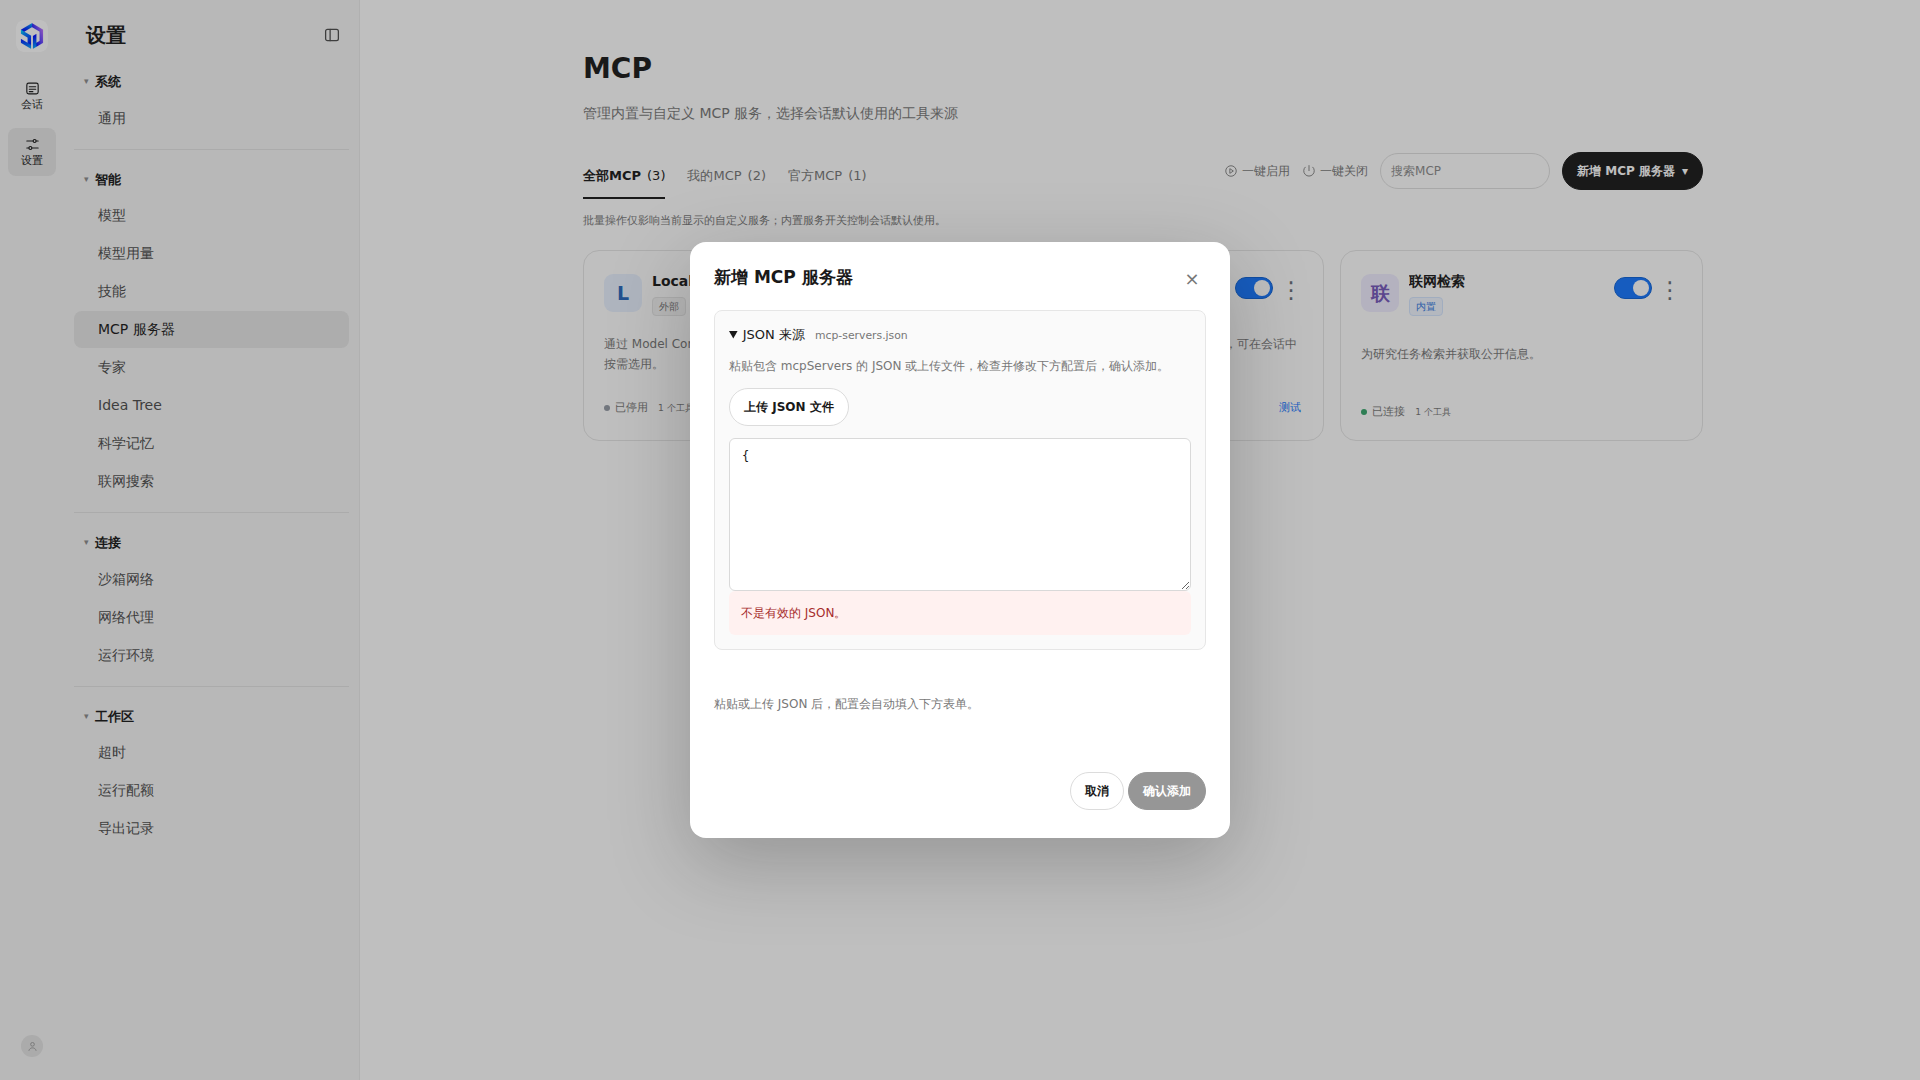 设置
会话
设置
系统
通用
智能
模型
模型用量
技能
MCP 服务器
专家
Idea Tree
科学记忆
联网搜索
连接
沙箱网络
网络代理
运行环境
工作区
超时
运行配额
导出记录
MCP
管理内置与自定义 MCP 服务，选择会话默认使用的工具来源
全部MCP (3)
我的MCP (2)
官方MCP (1)
一键启用
一键关闭
搜索MCP
新增 MCP 服务器 ▾
批量操作仅影响当前显示的自定义服务；内置服务开关控制会话默认使用。
L
Local
外部
通过 Model Con
按需选用。
已停用
1 个工具
，可在会话中
测试
联
联网检索
内置
为研究任务检索并获取公开信息。
已连接
1 个工具
新增 MCP 服务器
×
JSON 来源 mcp-servers.json
粘贴包含 mcpServers 的 JSON 或上传文件，检查并修改下方配置后，确认添加。
上传 JSON 文件
{
不是有效的 JSON。
粘贴或上传 JSON 后，配置会自动填入下方表单。
取消
确认添加